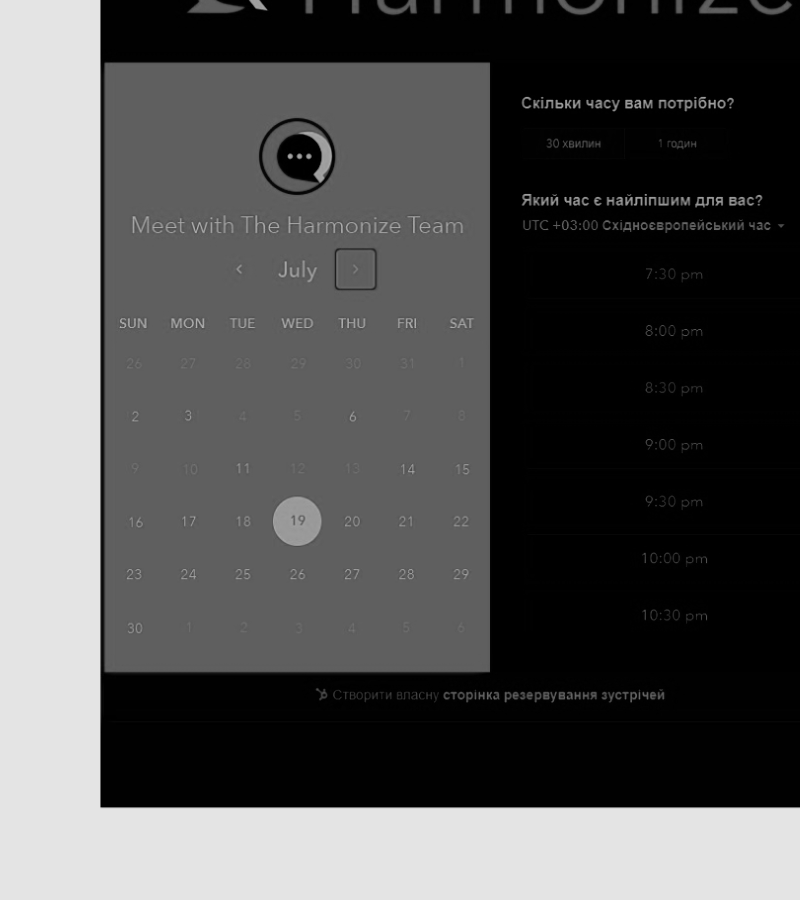 Harmonize
Meet with The Harmonize Team
July
SUN MON TUE WED THU FRI SAT
26 27 28 29 30 31 1
2 3 4 5 6 7 8
9 10 11 12 13 14 15
16 17 18 19 20 21 22
23 24 25 26 27 28 29
30 1 2 3 4 5 6
Скільки часу вам потрібно?
30 хвилин 1 годин
Який час є найліпшим для вас?
UTC +03:00 Східноєвропейський час
7:30 pm
8:00 pm
8:30 pm
9:00 pm
9:30 pm
10:00 pm
10:30 pm
Створити власну сторінка резервування зустрічей